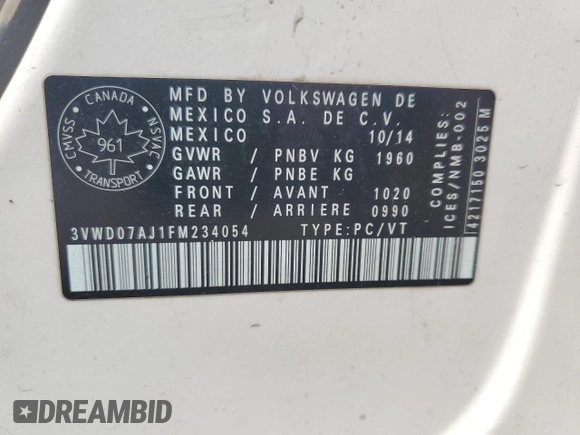 CANADA
CMVSS
NSVAC
961
TRANSPORT
MFD BY VOLKSWAGEN DE
MEXICO S.A. DE C.V.
MEXICO 10/14
GVWR / PNBV KG 1960
GAWR / PNBE KG
FRONT / AVANT 1020
REAR / ARRIERE 0990
3VWD07AJ1FM234054 TYPE:PC/VT
COMPLIES:
ICES/NMB-002
4217150 3025 M
DREAMBID